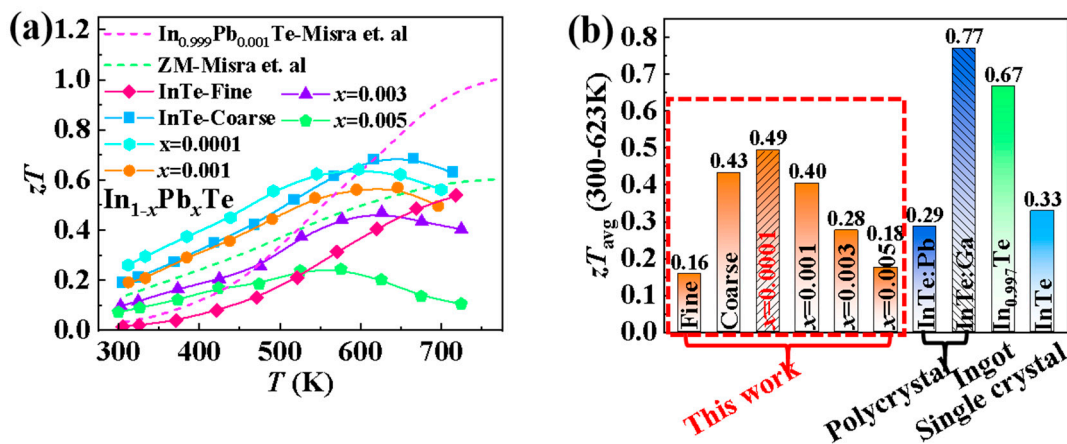 (a)
1.2
1.0
0.8
0.6
0.4
0.2
0.0
zT
In0.999Pb0.001Te-Misra et. al
ZM-Misra et. al
InTe-Fine
x=0.003
InTe-Coarse
x=0.005
x=0.0001
x=0.001
In1-xPbxTe
300 400 500 600 700
T (K)
(b)
0.8
0.7
0.6
0.5
0.4
0.3
0.2
0.1
0.0
zTavg (300-623K)
0.16
0.43
0.49
0.40
0.28
0.18
0.29
0.77
0.67
0.33
Fine
Coarse
x=0.0001
x=0.001
x=0.003
x=0.005
InTe:Pb
InTe:Ga
In0.997Te
InTe
This work
Polycrystal
Ingot
Single crystal